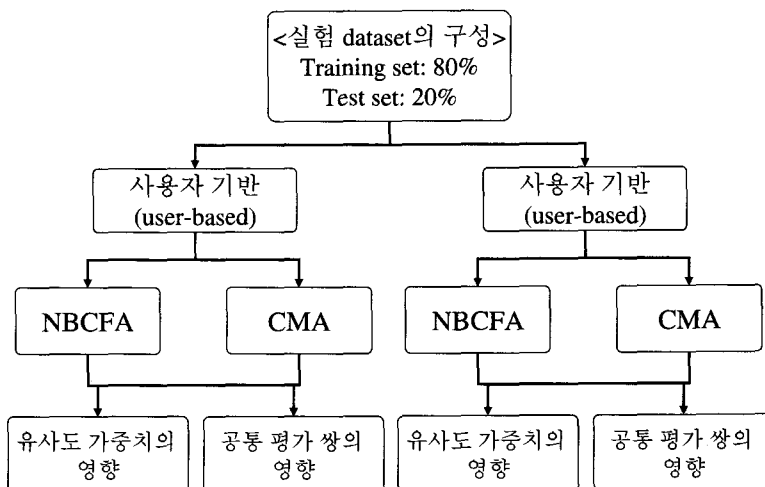 <실험 dataset의 구성>
Training set: 80%
Test set: 20%
사용자 기반
(user-based)
사용자 기반
(user-based)
NBCFA
CMA
NBCFA
CMA
유사도 가중치의
영향
공통 평가 쌍의
영향
유사도 가중치의
영향
공통 평가 쌍의
영향